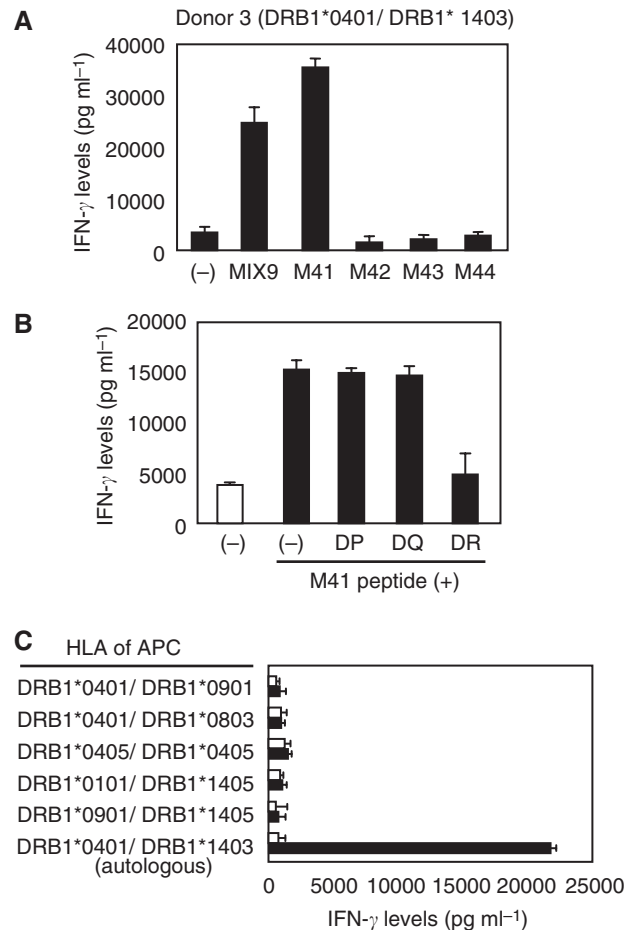 A
Donor 3 (DRB1*0401/ DRB1* 1403)
IFN-γ levels (pg ml⁻¹)
40000
30000
20000
10000
0
(–) MIX9 M41 M42 M43 M44
B
IFN-γ levels (pg ml⁻¹)
20000
15000
10000
5000
0
(–) (–) DP DQ DR
M41 peptide (+)
C
HLA of APC
DRB1*0401/ DRB1*0901
DRB1*0401/ DRB1*0803
DRB1*0405/ DRB1*0405
DRB1*0101/ DRB1*1405
DRB1*0901/ DRB1*1405
DRB1*0401/ DRB1*1403
(autologous)
0 5000 10000 15000 20000 25000
IFN-γ levels (pg ml⁻¹)